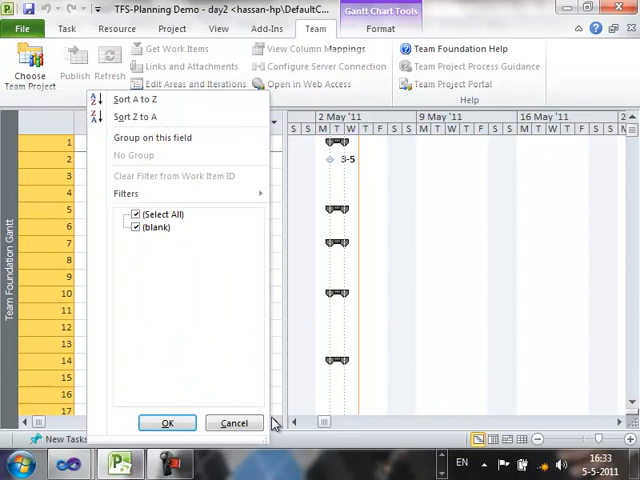 TFS-Planning Demo - day2 <hassan-hp\DefaultC...
Gantt Chart Tools
File
Task
Resource
Project
View
Add-Ins
Team
Format
Choose
Team Project
Publish
Refresh
Get Work Items
Links and Attachments
Edit Areas and Iterations
View Column Mappings
Configure Server Connection
Open in Web Access
Team Foundation Help
Team Project Process Guidance
Team Project Portal
Help
Sort A to Z
Sort Z to A
Group on this field
No Group
Clear Filter from Work Item ID
Filters
(Select All)
(blank)
OK
Cancel
2 May '11
9 May '11
16 May '11
2
S S M T W T F S S M T W T F S S M T W T F S S M
Team Foundation Gantt
1
2
3
4
5
6
7
8
9
10
11
12
13
14
15
16
17
3-5
New Tasks
EN
16:33
5-5-2011